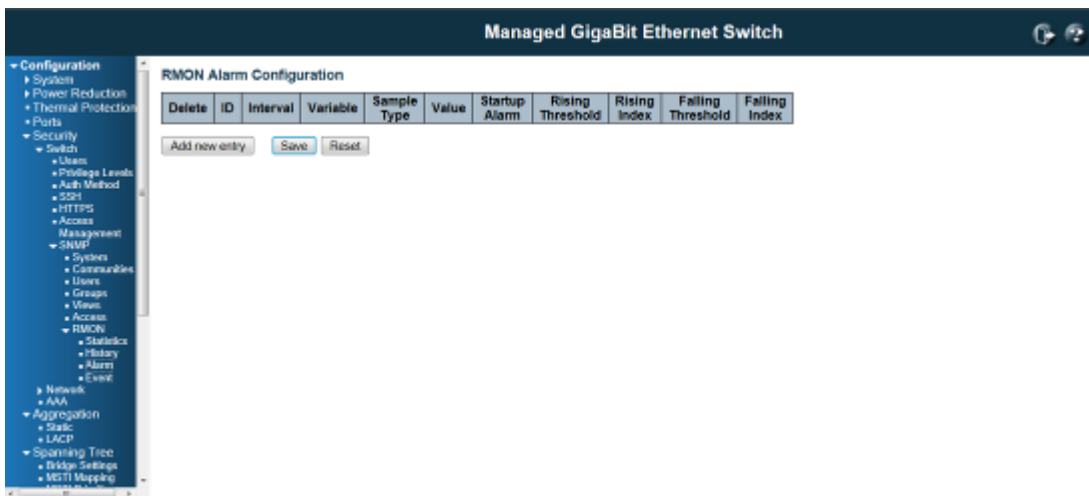 Managed GigaBit Ethernet Switch
Configuration
System
Power Reduction
Thermal Protection
Ports
Security
Switch
Users
Privilege Levels
Auth Method
SSH
HTTPS
Access
Management
SNMP
System
Communities
Users
Groups
Views
Access
RMON
Statistics
History
Alarm
Event
Network
AAA
Aggregation
Static
LACP
Spanning Tree
Bridge Settings
MSTI Mapping
RMON Alarm Configuration
Delete ID Interval Variable Sample Type Value Startup Alarm Rising Threshold Rising Index Falling Threshold Falling Index
Add new entry Save Reset